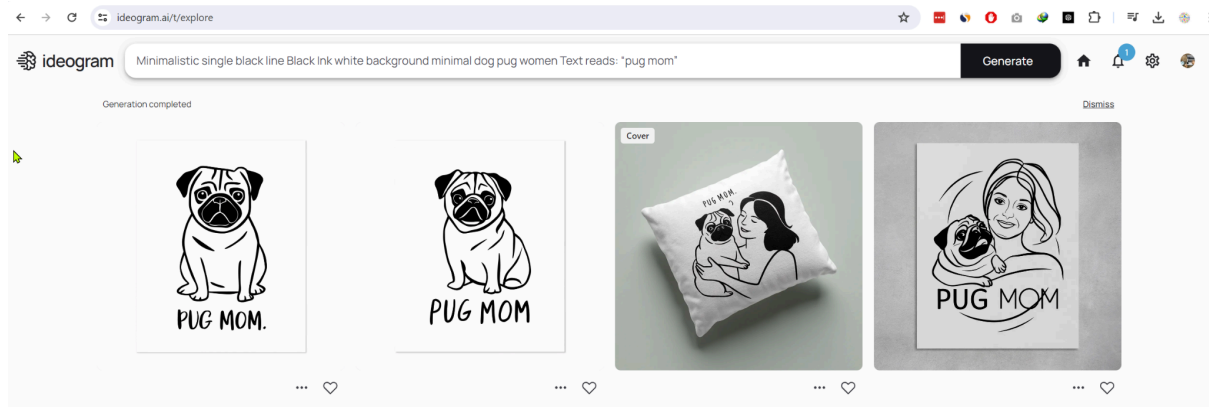 ideogram.ai/t/explore
ideogram
Minimalistic single black line Black Ink white background minimal dog pug women Text reads: “pug mom”
Generate
1
Generation completed
Dismiss
Cover
PUG MOM.
PUG MOM
PUG MOM.
?
PUG MOM